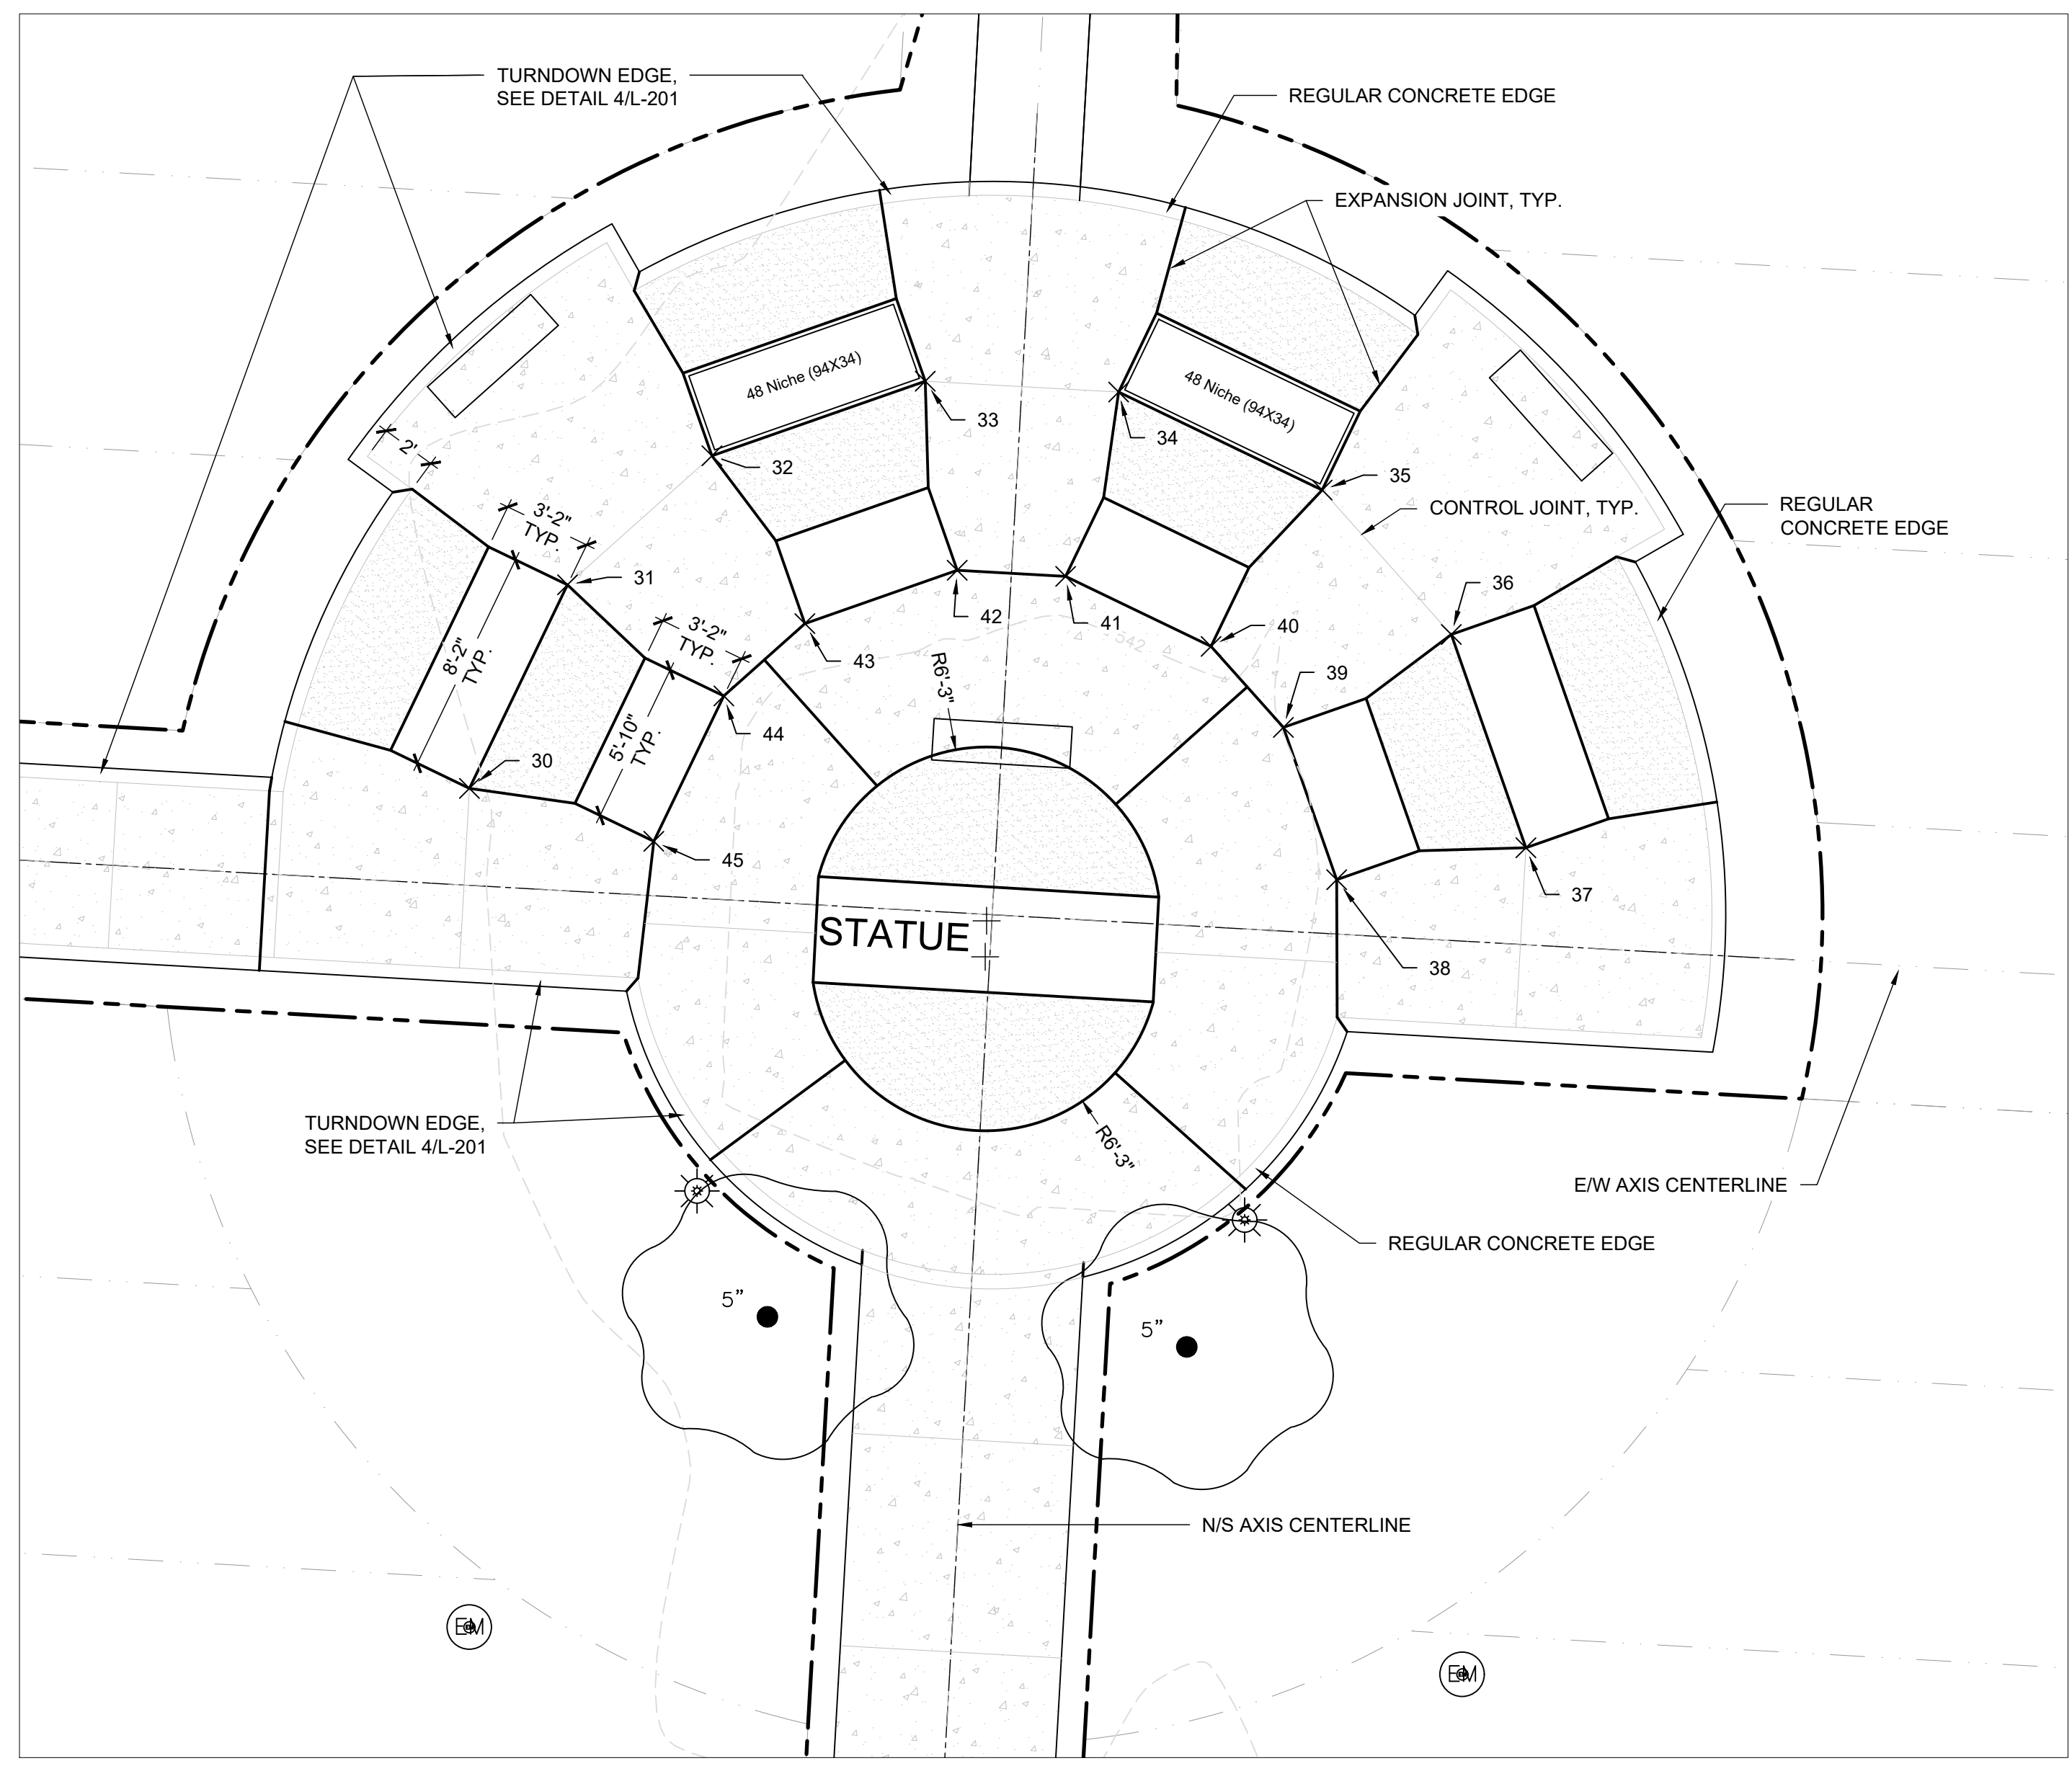 TURNDOWN EDGE,
SEE DETAIL 4/L-201
REGULAR CONCRETE EDGE
EXPANSION JOINT, TYP.
48 Niche (94X34)
48 Niche (94X34)
33
34
32
35
2'
CONTROL JOINT, TYP.
REGULAR
CONCRETE EDGE
3'-2"
TYP.
31
36
42
41
40
542
3'-2"
TYP.
8'-2"
TYP.
43
39
R6'-3"
44
5'-10"
TYP.
30
45
37
STATUE
38
TURNDOWN EDGE,
SEE DETAIL 4/L-201
R6'-3"
E/W AXIS CENTERLINE
REGULAR CONCRETE EDGE
5"
5"
N/S AXIS CENTERLINE